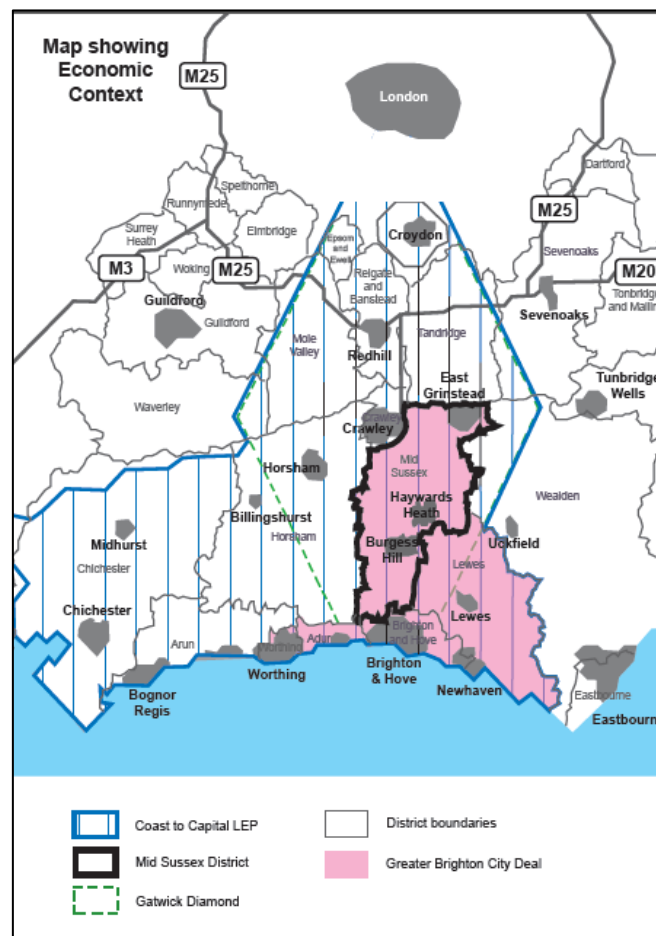 Map showing
Economic
Context
M25
London
Dartford
Spelthorne
Runnymede
M25
Surrey
Heath
Elmbridge
Croydon
Sevenoaks
Epsom
and
Ewell
M3
Woking
M25
M20
Reigate
and
Banstead
Guildford
Guildford
Sevenoaks
Tonbridge
and Malling
Mole
Valley
Redhill
Tandridge
East
Grinstead
Tunbridge
Wells
Waverley
Crawley
Crawley
Mid
Sussex
Horsham
Haywards
Heath
Wealden
Billingshurst
Horsham
Burgess
Hill
Uckfield
Midhurst
Chichester
Lewes
Chichester
Lewes
Arun
Worthing
Adur
Brighton
and Hove
Worthing
Brighton
& Hove
Newhaven
Bognor
Regis
Eastbourne
Eastbourn
Coast to Capital LEP
District boundaries
Mid Sussex District
Greater Brighton City Deal
Gatwick Diamond